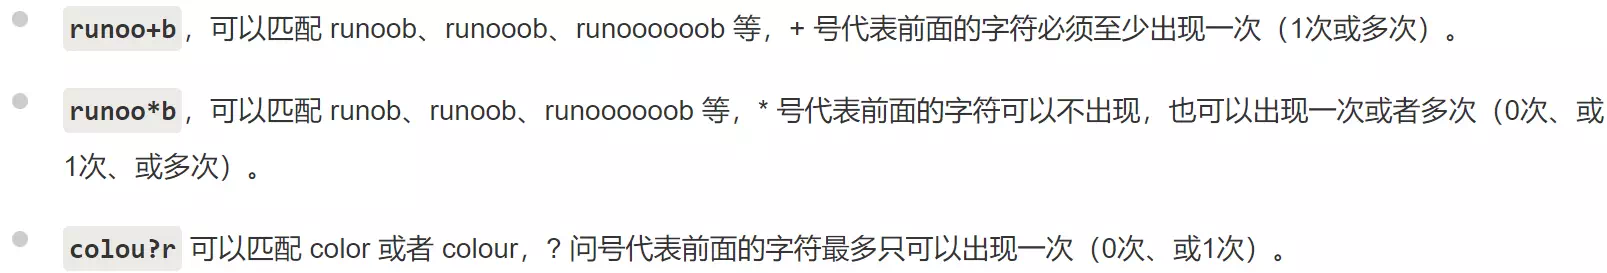 runoo+b，可以匹配 runoob、runooob、runoooooob 等，+ 号代表前面的字符必须至少出现一次（1次或多次）。
runoo*b，可以匹配 runob、runoob、runoooooob 等，* 号代表前面的字符可以不出现，也可以出现一次或者多次（0次、或
1次、或多次）。
colou?r 可以匹配 color 或者 colour，? 问号代表前面的字符最多只可以出现一次（0次、或1次）。